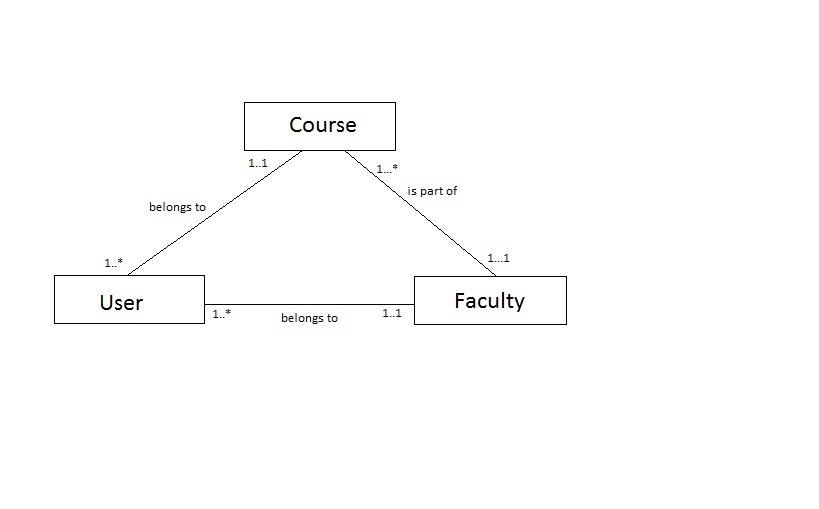 Course
1..1
1...*
is part of
belongs to
1..*
1...1
User
Faculty
1..*
belongs to
1..1